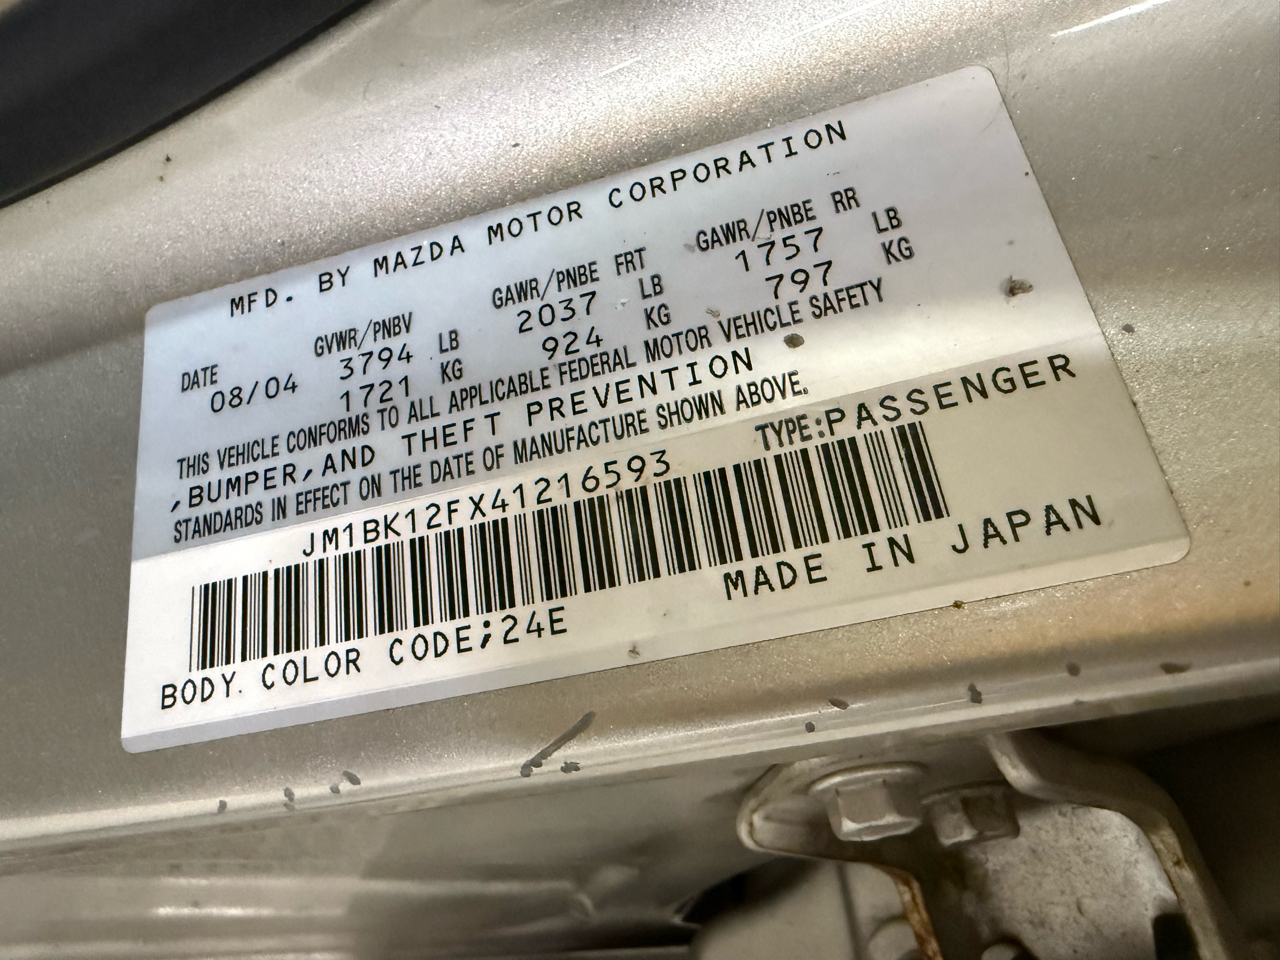 MFD. BY MAZDA MOTOR CORPORATION
DATE GVWR/PNBV GAWR/PNBE FRT GAWR/PNBE RR
08/04 3794 LB 2037 LB 1757 LB
1721 KG 924 KG 797 KG
THIS VEHICLE CONFORMS TO ALL APPLICABLE FEDERAL MOTOR VEHICLE SAFETY
,BUMPER,AND THEFT PREVENTION
STANDARDS IN EFFECT ON THE DATE OF MANUFACTURE SHOWN ABOVE.
JM1BK12FX41216593 TYPE:PASSENGER
BODY COLOR CODE;24E MADE IN JAPAN